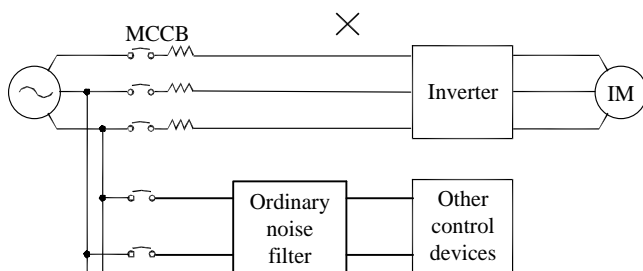 MCCB
Inverter
IM
Ordinary
noise
filter
Other
control
devices